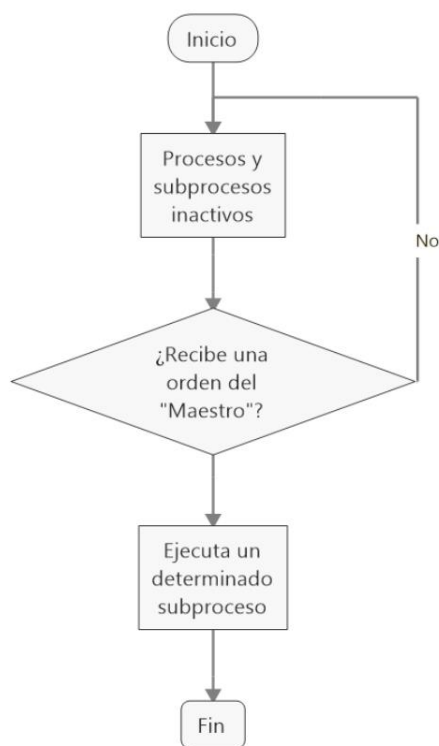 Inicio
Procesos y
subprocesos
inactivos
No
¿Recibe una
orden del
"Maestro"?
Ejecuta un
determinado
subproceso
Fin